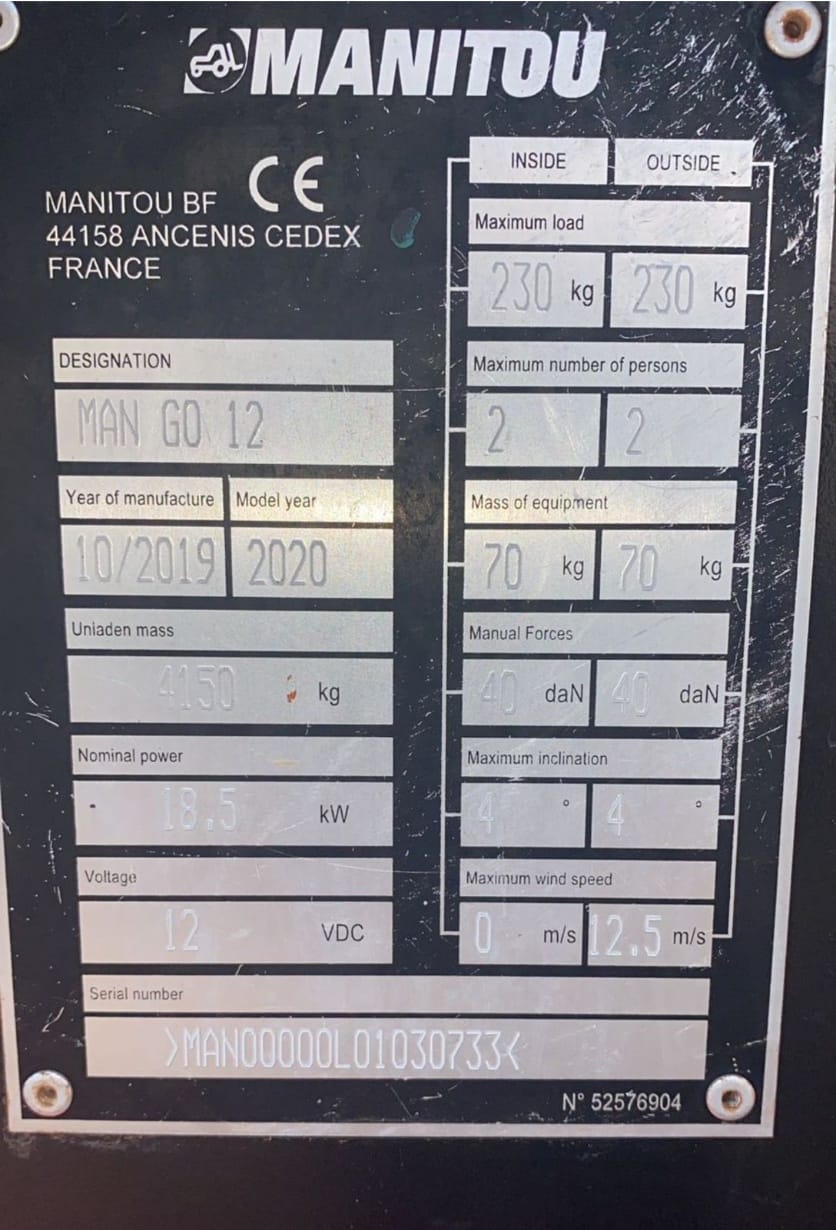 MANITOU
CE
MANITOU BF
44158 ANCENIS CEDEX
FRANCE
DESIGNATION
MAN GO 12
Year of manufacture Model year
10/2019 2020
Uniaden mass
4150 kg
Nominal power
18.5 kW
Voltage
12 VDC
INSIDE OUTSIDE
Maximum load
230 kg 230 kg
Maximum number of persons
2 2
Mass of equipment
70 kg 70 kg
Manual Forces
40 daN 40 daN
Maximum inclination
4 ° 4 °
Maximum wind speed
0 m/s 12.5 m/s
Serial number
>MAN00000L01030733<
N° 52576904